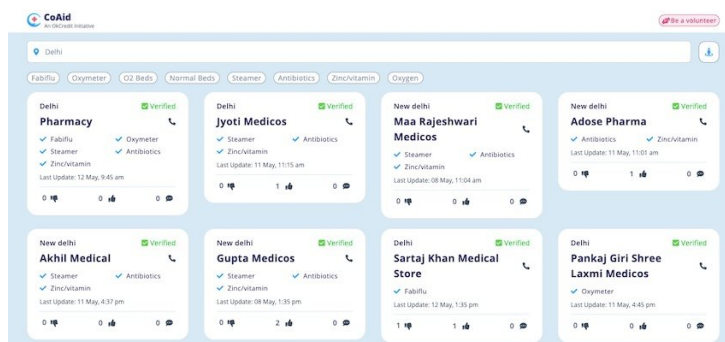 CoAid
An OkCredit Initiative
Be a volunteer
Delhi
Fabiflu Oxymeter O2 Beds Normal Beds Steamer Antibiotics Zinc/vitamin Oxygen
Delhi Verified
Pharmacy
Fabiflu Oxymeter
Steamer Antibiotics
Zinc/vitamin
Last Update: 12 May, 9:45 am
0 0 0
Delhi Verified
Jyoti Medicos
Steamer Antibiotics
Zinc/vitamin
Last Update: 11 May, 11:15 am
0 1 0
New delhi Verified
Maa Rajeshwari
Medicos
Steamer Antibiotics
Zinc/vitamin
Last Update: 08 May, 11:04 am
0 0 0
New delhi Verified
Adose Pharma
Antibiotics Zinc/vitamin
Last Update: 11 May, 11:01 am
0 1 0
New delhi Verified
Akhil Medical
Steamer Antibiotics
Zinc/vitamin
Last Update: 11 May, 4:37 pm
0 0 0
New delhi Verified
Gupta Medicos
Steamer Antibiotics
Zinc/vitamin
Last Update: 08 May, 1:35 pm
0 2 0
Delhi Verified
Sartaj Khan Medical
Store
Fabiflu
Last Update: 12 May, 1:35 pm
1 1 0
Delhi Verified
Pankaj Giri Shree
Laxmi Medicos
Oxymeter
Last Update: 11 May, 4:45 pm
0 0 0